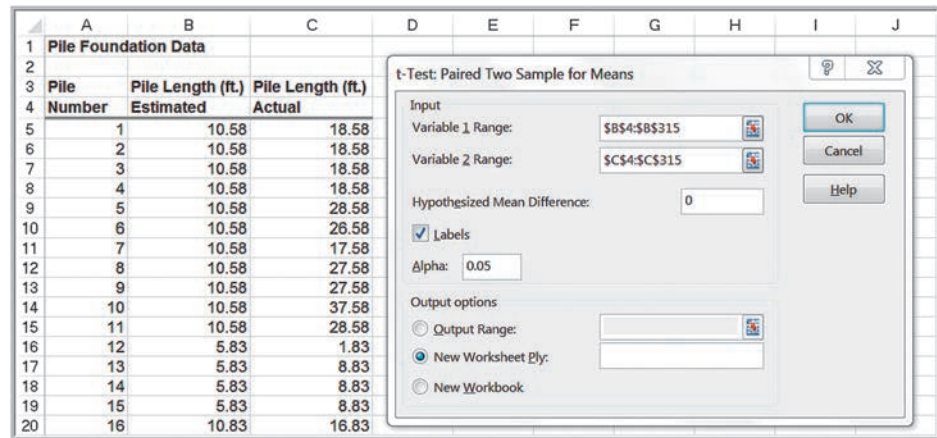 A B C D E F G H I J
1 Pile Foundation Data
2
3 Pile Pile Length (ft.) Pile Length (ft.)
4 Number Estimated Actual
5 1 10.58 18.58
6 2 10.58 18.58
7 3 10.58 18.58
8 4 10.58 18.58
9 5 10.58 28.58
10 6 10.58 26.58
11 7 10.58 17.58
12 8 10.58 27.58
13 9 10.58 27.58
14 10 10.58 37.58
15 11 10.58 28.58
16 12 5.83 1.83
17 13 5.83 8.83
18 14 5.83 8.83
19 15 5.83 8.83
20 16 10.83 16.83
t-Test: Paired Two Sample for Means
Input
Variable 1 Range: $B$4:$B$315
Variable 2 Range: $C$4:$C$315
Hypothesized Mean Difference: 0
Labels
Alpha: 0.05
Output options
Output Range:
New Worksheet Ply:
New Workbook
OK
Cancel
Help